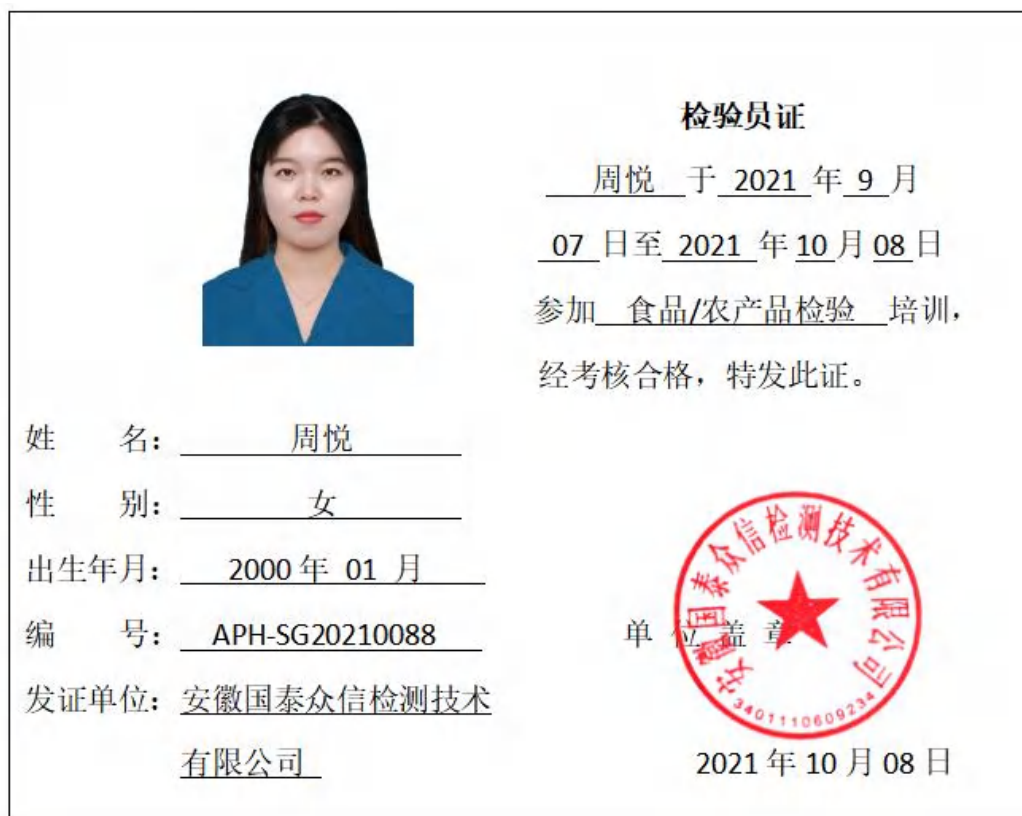 检验员证
周悦 于 2021 年 9 月
07 日至 2021 年 10 月 08 日
参加 食品/农产品检验 培训，
经考核合格，特发此证。
姓 名： 周悦
性 别： 女
出生年月： 2000 年 01 月
编 号： APH-SG20210088
发证单位： 安徽国泰众信检测技术
有限公司
单 位 盖 章
安徽国泰众信检测技术有限公司
3401110609234
2021 年 10 月 08 日